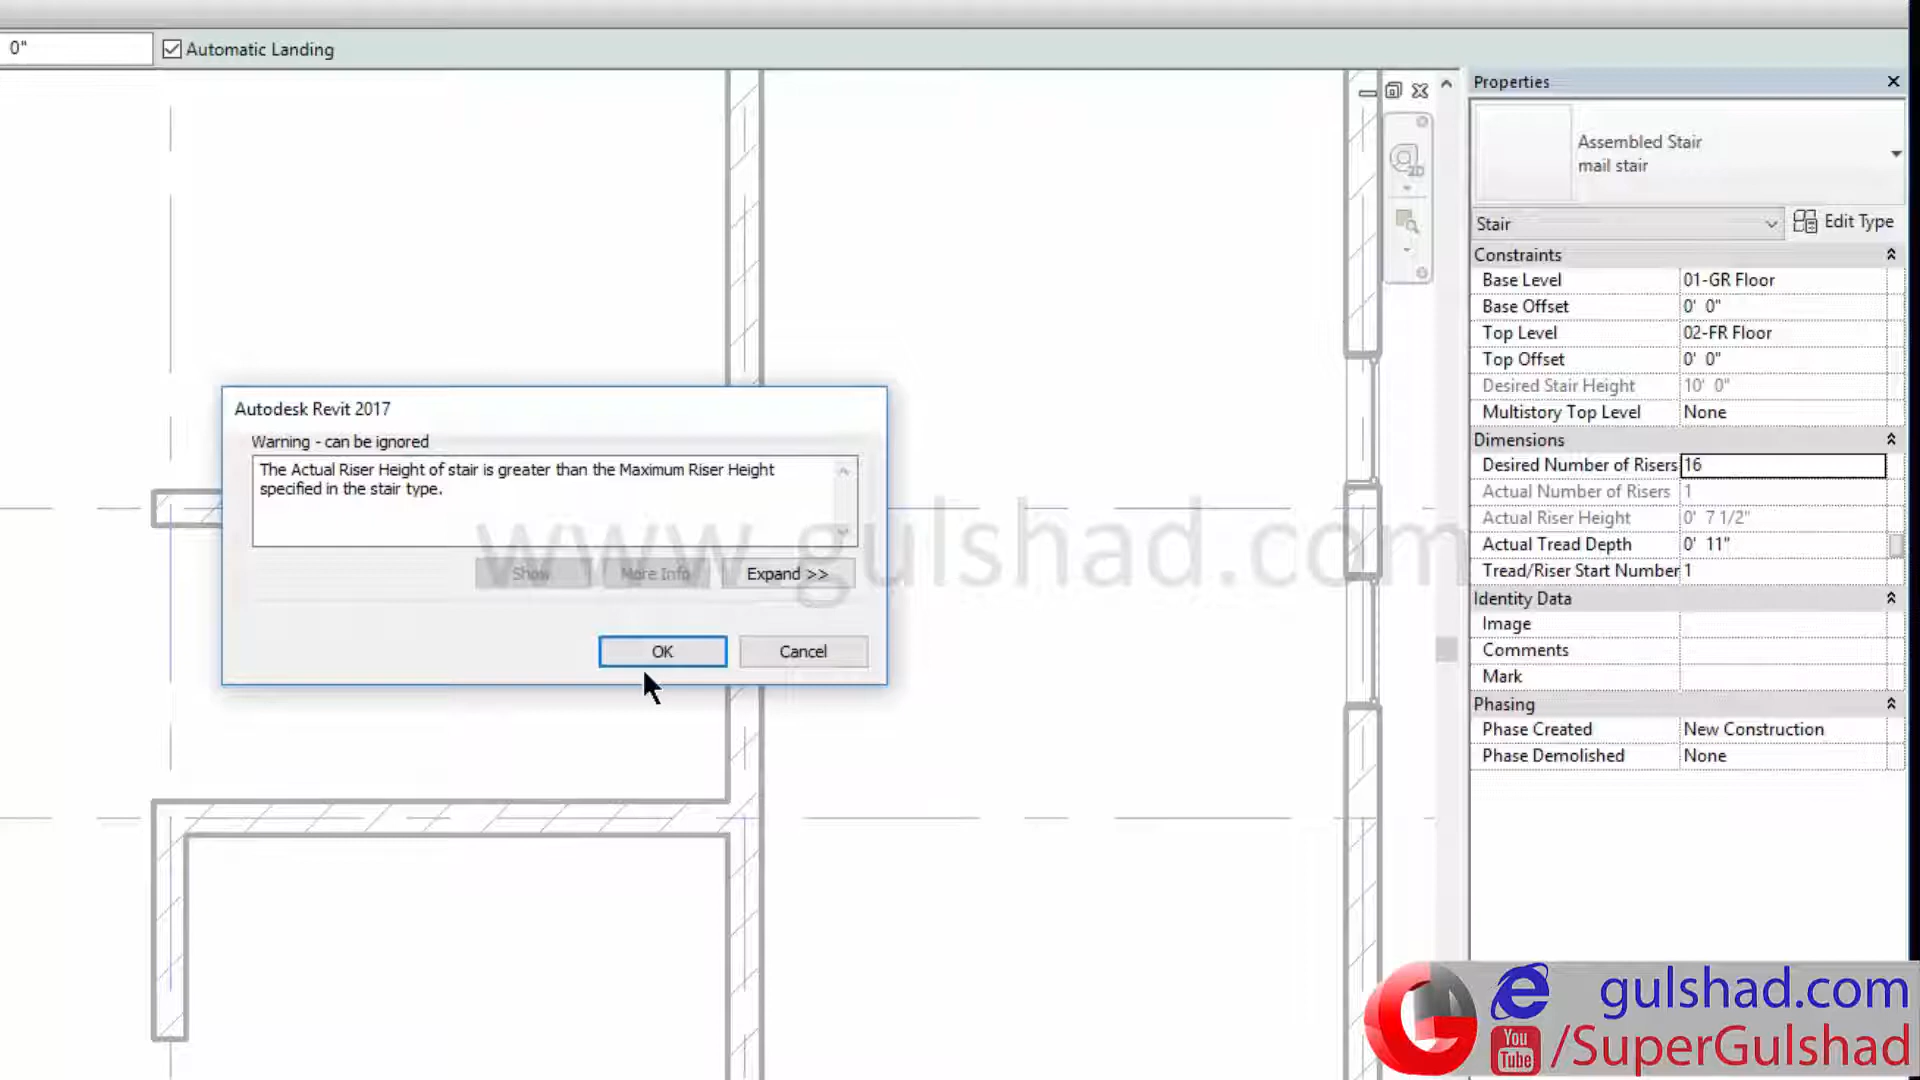 0"
Automatic Landing
Properties
Assembled Stair
mail stair
Stair
Edit Type
Constraints
Base Level 01-GR Floor
Base Offset 0' 0"
Top Level 02-FR Floor
Top Offset 0' 0"
Desired Stair Height 10' 0"
Multistory Top Level None
Dimensions
Desired Number of Risers 16
Actual Number of Risers 1
Actual Riser Height 0' 7 1/2"
Actual Tread Depth 0' 11"
Tread/Riser Start Number 1
Identity Data
Image
Comments
Mark
Phasing
Phase Created New Construction
Phase Demolished None
2D
Autodesk Revit 2017
Warning - can be ignored
The Actual Riser Height of stair is greater than the Maximum Riser Height
specified in the stair type.
Show More Info Expand >>
OK Cancel
www.gulshad.com
gulshad.com
You
Tube
/SuperGulshad